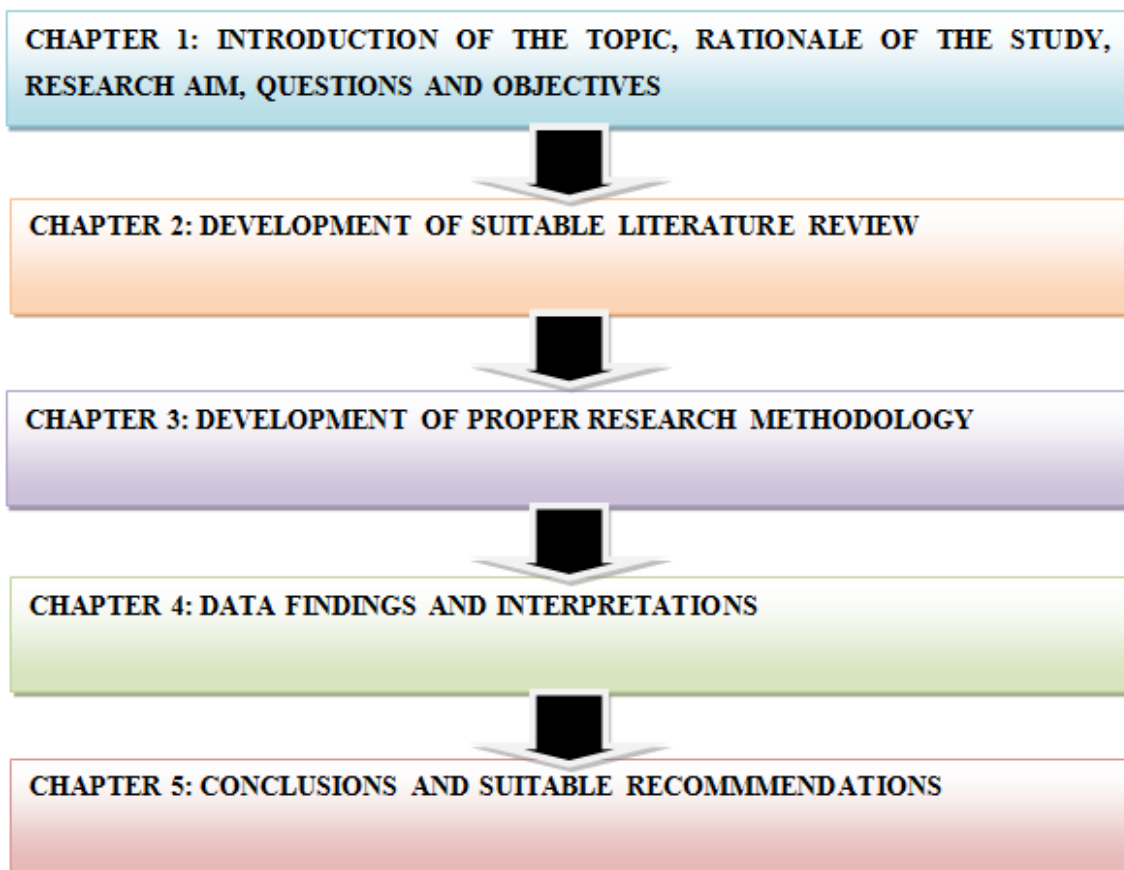 CHAPTER 1: INTRODUCTION OF THE TOPIC, RATIONALE OF THE STUDY,
RESEARCH AIM, QUESTIONS AND OBJECTIVES
CHAPTER 2: DEVELOPMENT OF SUITABLE LITERATURE REVIEW
CHAPTER 3: DEVELOPMENT OF PROPER RESEARCH METHODOLOGY
CHAPTER 4: DATA FINDINGS AND INTERPRETATIONS
CHAPTER 5: CONCLUSIONS AND SUITABLE RECOMMMENDATIONS